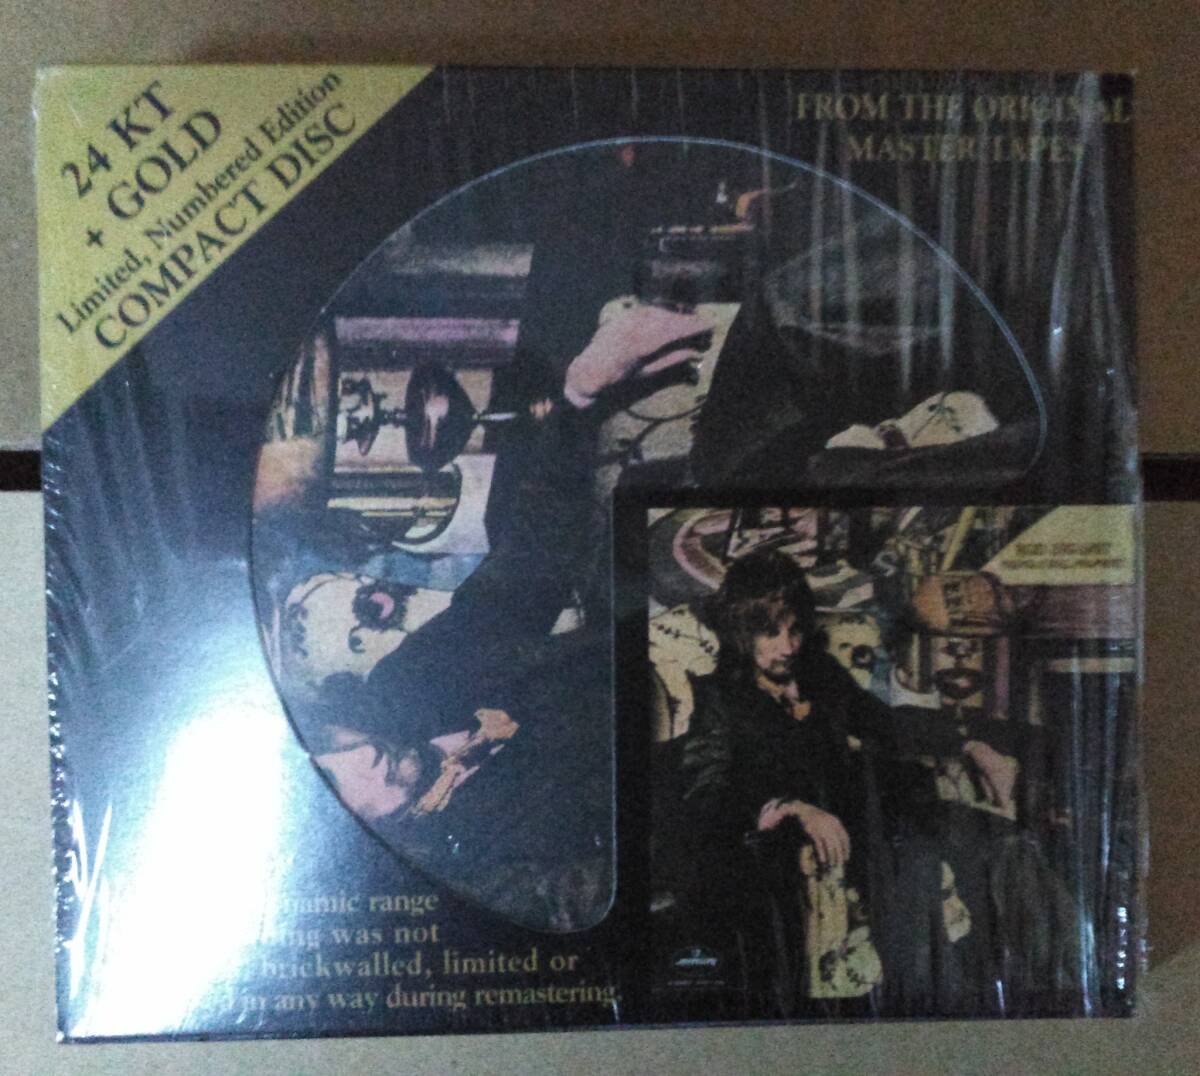 24 KT
+ GOLD
Limited, Numbered Edition
COMPACT DISC
FROM THE ORIGINAL
MASTER TAPES
range
was not
brickwalled, limited or
in any way during remastering.